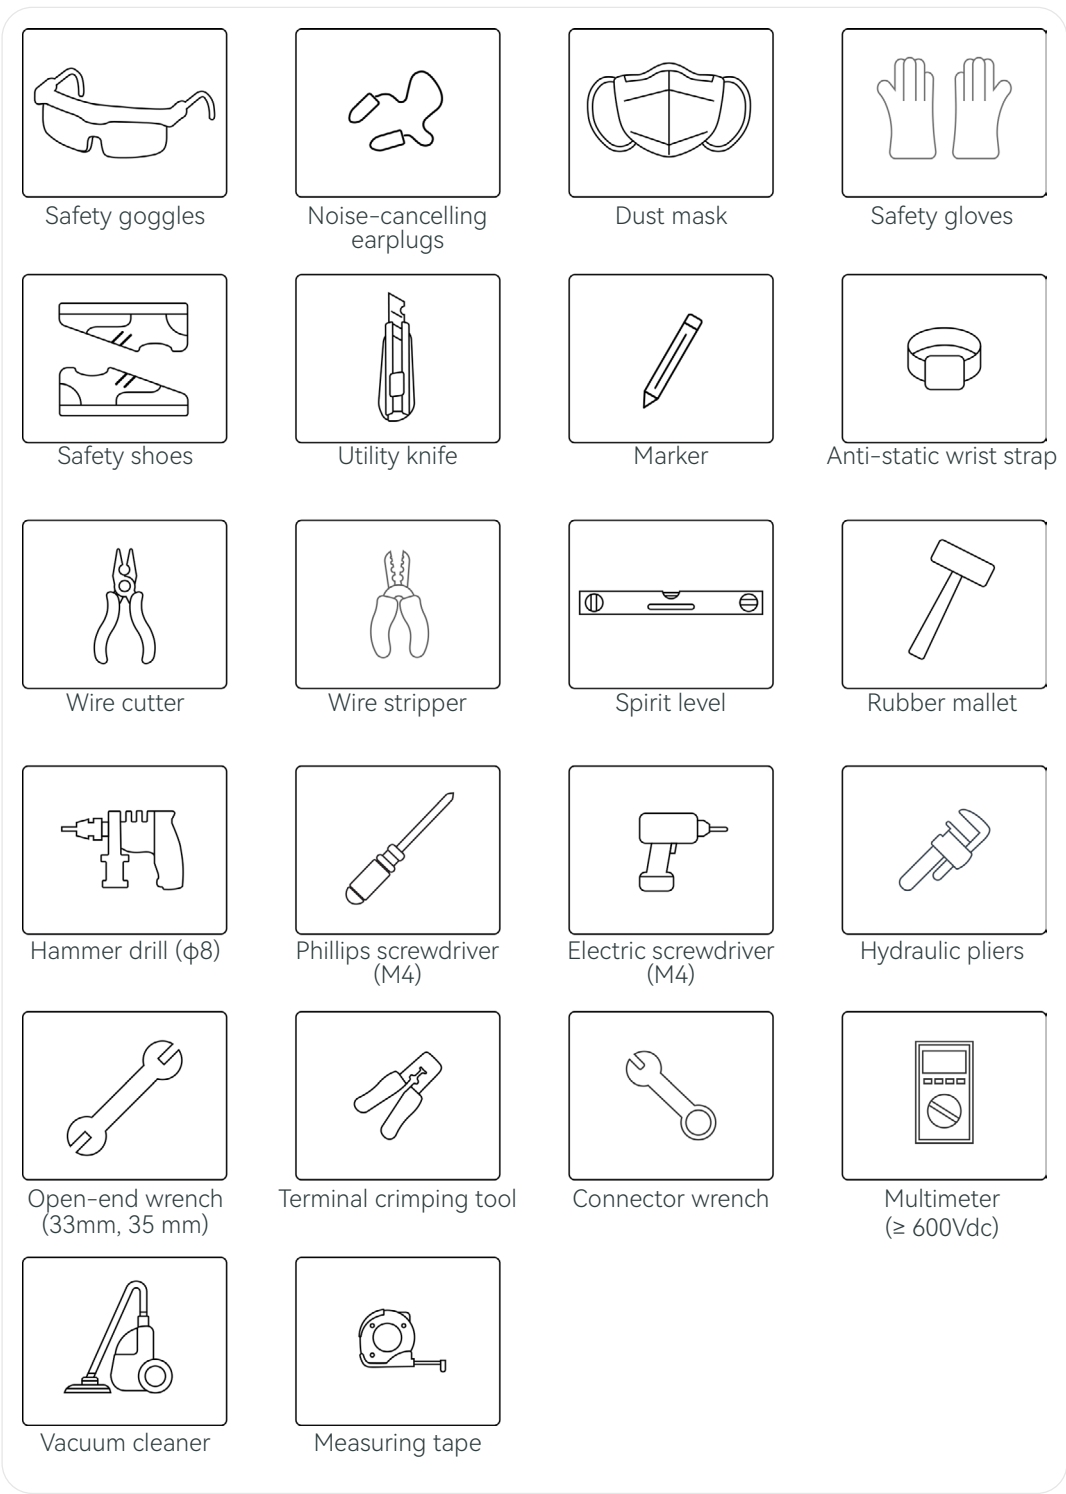 Safety goggles
Noise-cancelling
earplugs
Dust mask
Safety gloves
Safety shoes
Utility knife
Marker
Anti-static wrist strap
Wire cutter
Wire stripper
Spirit level
Rubber mallet
Hammer drill (ф8)
Phillips screwdriver
(M4)
Electric screwdriver
(M4)
Hydraulic pliers
Open-end wrench
(33mm, 35 mm)
Terminal crimping tool
Connector wrench
Multimeter
(≥ 600Vdc)
Vacuum cleaner
Measuring tape